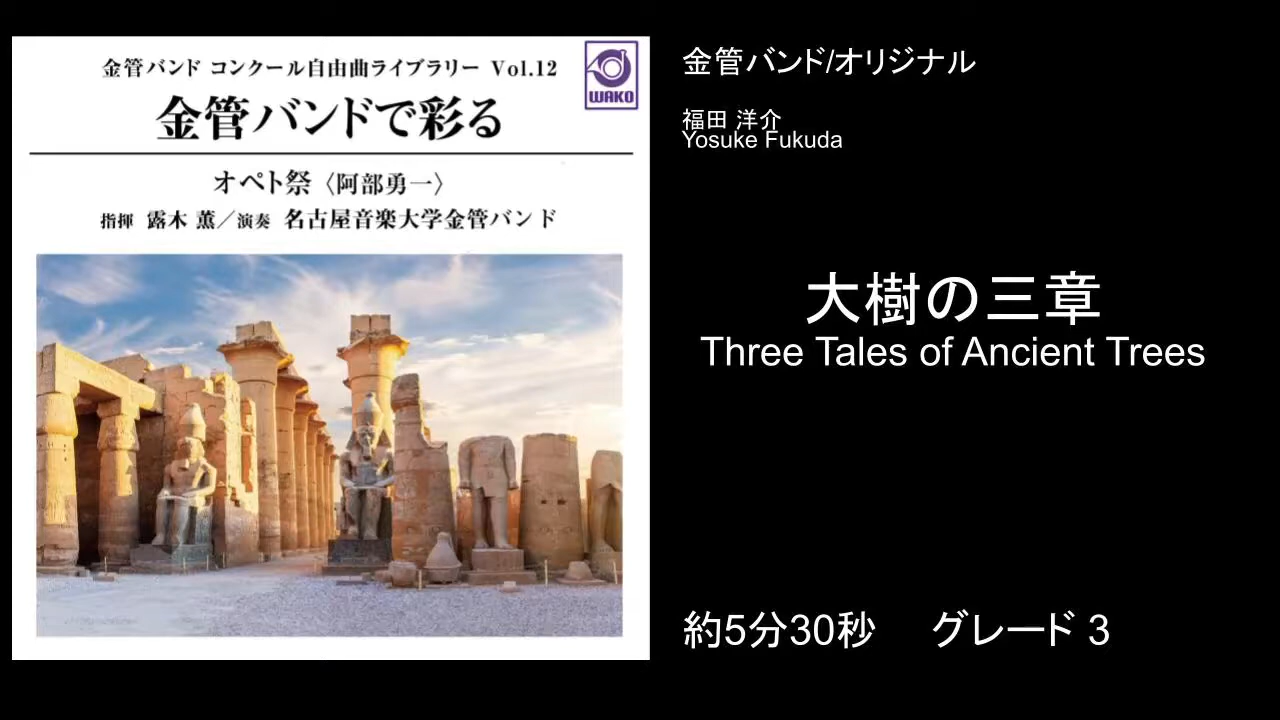 金管バンド コンクール自由曲ライブラリー Vol.12
WAKO
金管バンドで彩る
オペト祭〈阿部勇一〉
指揮 露木 薫／演奏 名古屋音楽大学金管バンド
金管バンド/オリジナル
福田 洋介
Yosuke Fukuda
大樹の三章
Three Tales of Ancient Trees
約5分30秒 グレード 3